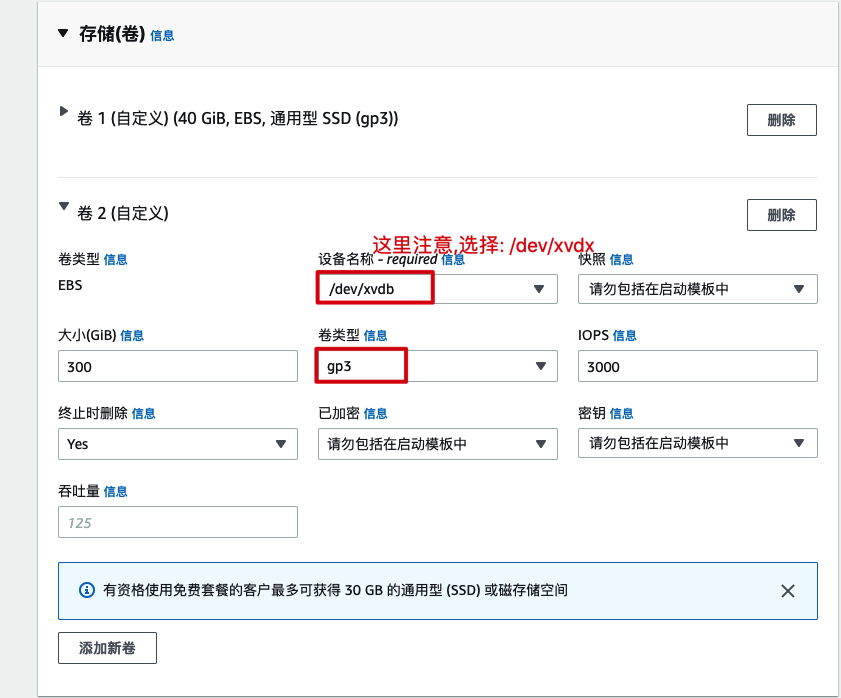 存储(卷) 信息
卷 1 (自定义) (40 GiB, EBS, 通用型 SSD (gp3))
删除
卷 2 (自定义)
删除
这里注意,选择: /dev/xvdx
卷类型 信息
设备名称 - required 信息
快照 信息
EBS
/dev/xvdb
请勿包括在启动模板中
大小(GiB) 信息
卷类型 信息
IOPS 信息
300
gp3
3000
终止时删除 信息
已加密 信息
密钥 信息
Yes
请勿包括在启动模板中
请勿包括在启动模板中
吞吐量 信息
125
有资格使用免费套餐的客户最多可获得 30 GB 的通用型 (SSD) 或磁存储空间
添加新卷